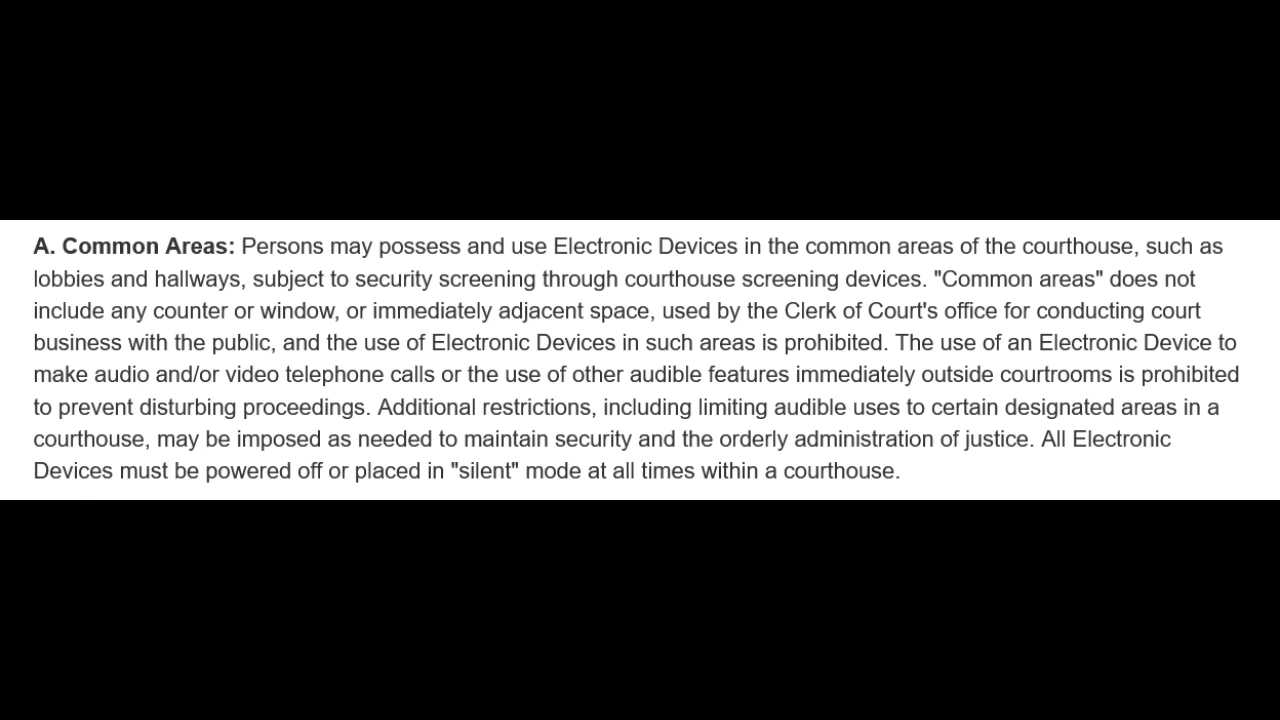 A. Common Areas: Persons may possess and use Electronic Devices in the common areas of the courthouse, such as
lobbies and hallways, subject to security screening through courthouse screening devices. "Common areas" does not
include any counter or window, or immediately adjacent space, used by the Clerk of Court's office for conducting court
business with the public, and the use of Electronic Devices in such areas is prohibited. The use of an Electronic Device to
make audio and/or video telephone calls or the use of other audible features immediately outside courtrooms is prohibited
to prevent disturbing proceedings. Additional restrictions, including limiting audible uses to certain designated areas in a
courthouse, may be imposed as needed to maintain security and the orderly administration of justice. All Electronic
Devices must be powered off or placed in "silent" mode at all times within a courthouse.